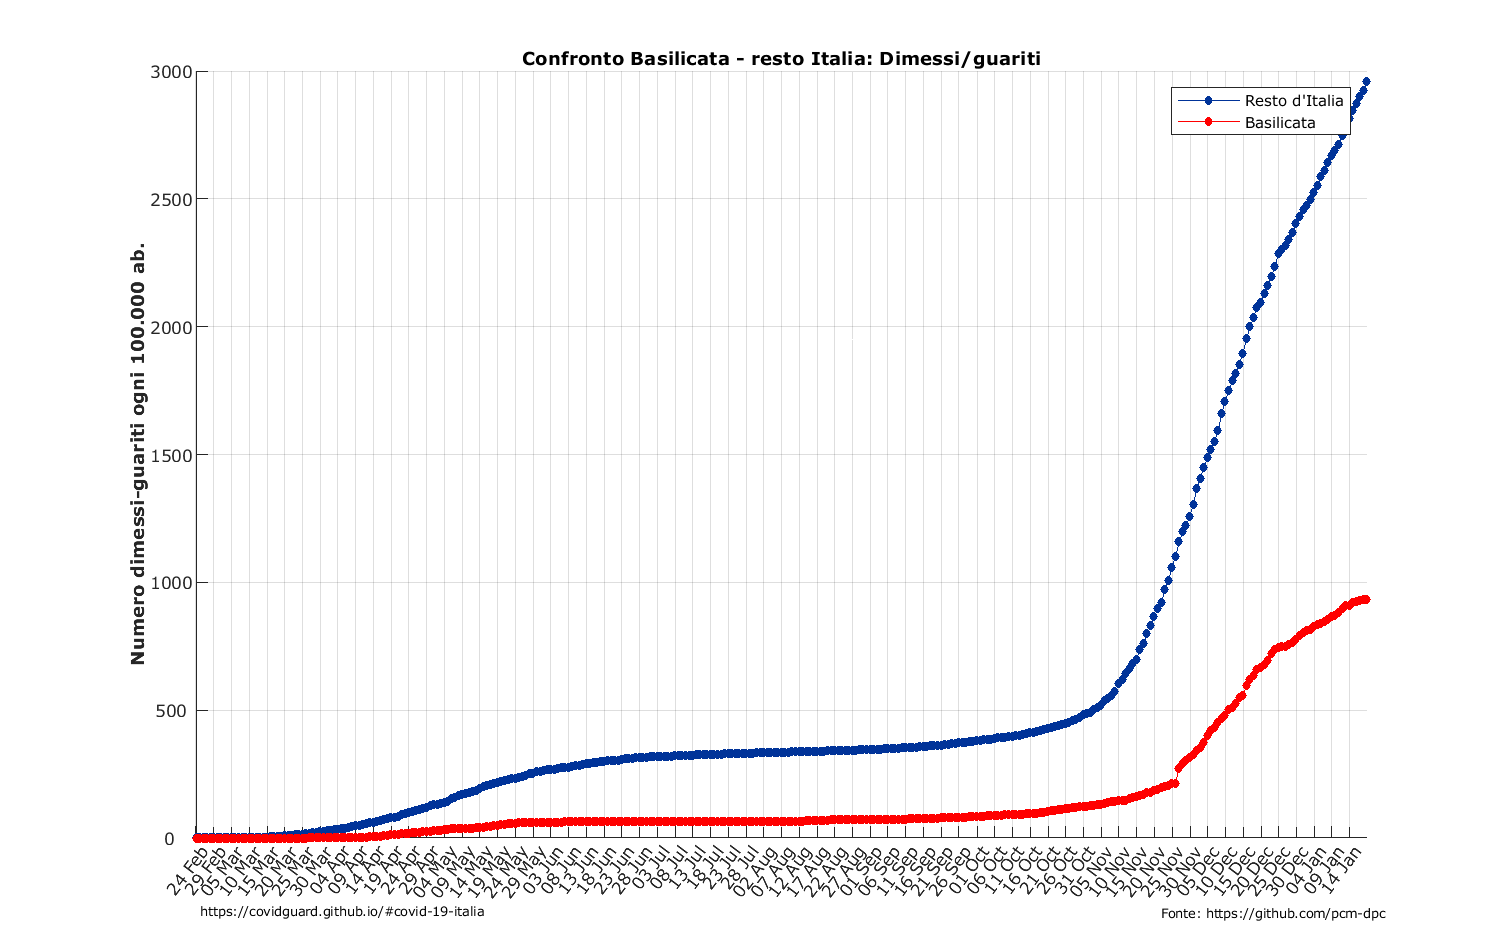 Confronto Basilicata - resto Italia: Dimessi/guariti
Numero dimessi-guariti ogni 100.000 ab.
3000
2500
2000
1500
1000
500
0
Resto d'Italia
Basilicata
24 Feb
29 Feb
05 Mar
10 Mar
15 Mar
20 Mar
25 Mar
30 Mar
04 Apr
09 Apr
14 Apr
19 Apr
24 Apr
29 Apr
04 May
09 May
14 May
19 May
24 May
29 May
03 Jun
08 Jun
13 Jun
18 Jun
23 Jun
28 Jun
03 Jul
08 Jul
13 Jul
18 Jul
23 Jul
28 Jul
02 Aug
07 Aug
12 Aug
17 Aug
22 Aug
27 Aug
01 Sep
06 Sep
11 Sep
16 Sep
21 Sep
26 Sep
01 Oct
06 Oct
11 Oct
16 Oct
21 Oct
26 Oct
31 Oct
05 Nov
10 Nov
15 Nov
20 Nov
25 Nov
30 Nov
05 Dec
10 Dec
15 Dec
20 Dec
25 Dec
30 Dec
04 Jan
09 Jan
14 Jan
https://covidguard.github.io/#covid-19-italia
Fonte: https://github.com/pcm-dpc